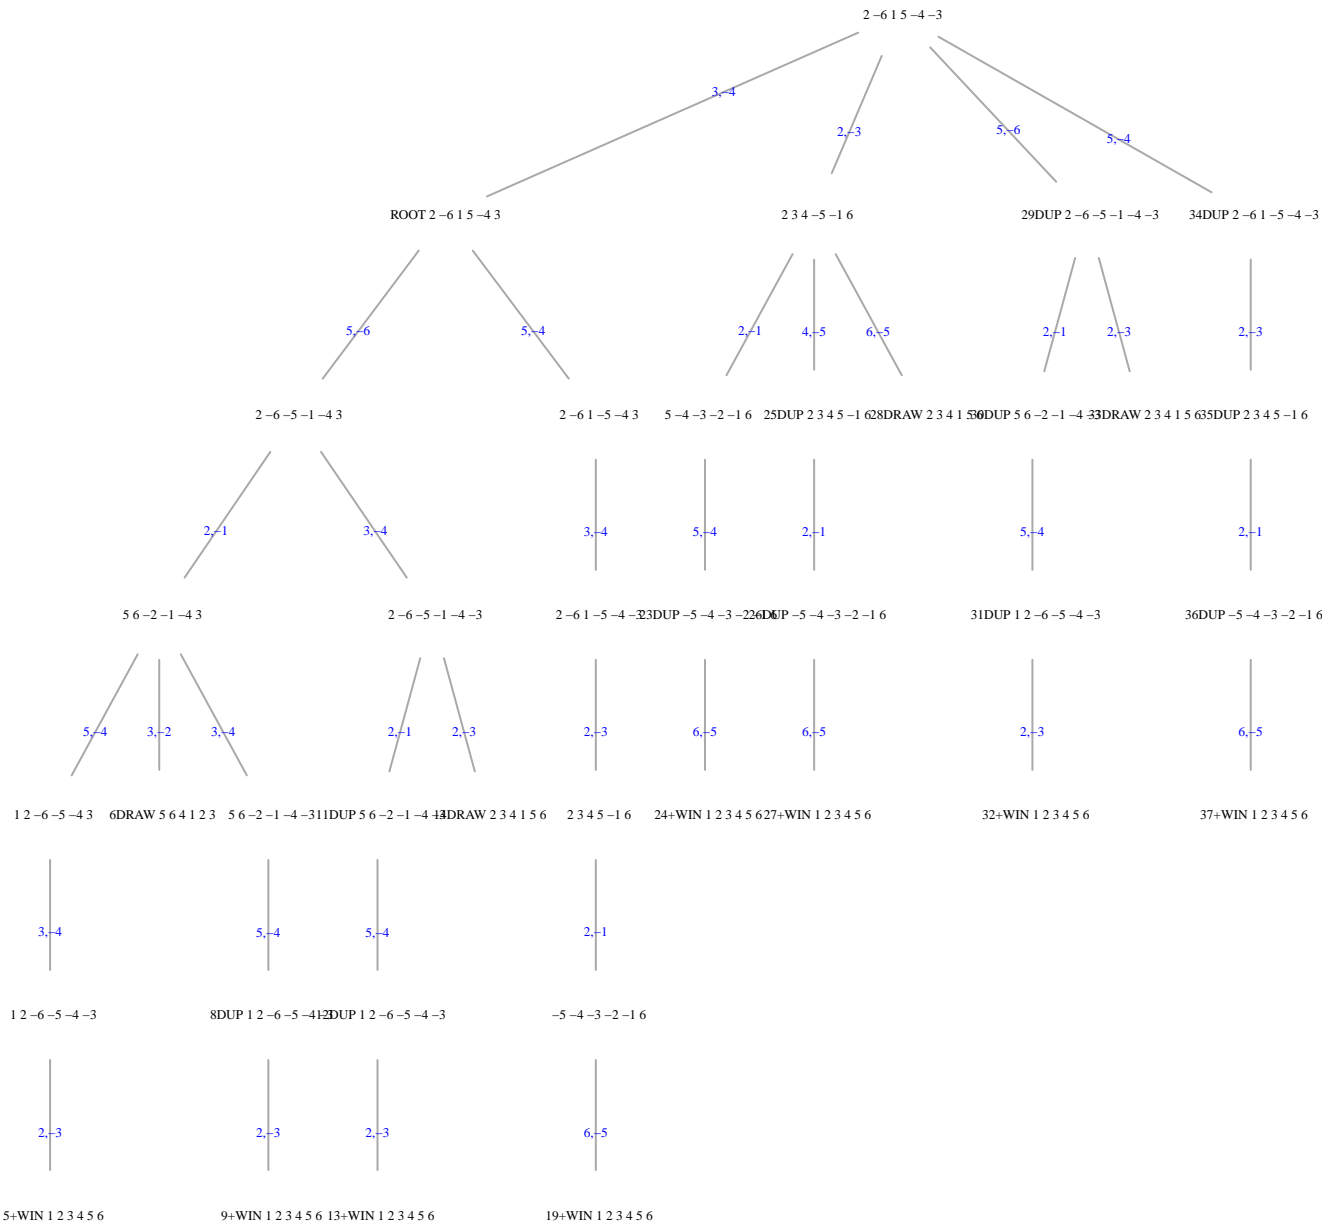 2 −6 1 5 −4 −3
3,−4
2,−3
5,−6
5,−4
ROOT 2 −6 1 5 −4 3
2 3 4 −5 −1 6
29DUP 2 −6 −5 −1 −4 −3
34DUP 2 −6 1 −5 −4 −3
5,−6
5,−4
2,−1
4,−5
6,−5
2,−1
2,−3
2,−3
2 −6 −5 −1 −4 3
2 −6 1 −5 −4 3
5 −4 −3 −2 −1 6
25DUP 2 3 4 5 −1 6
28DRAW 2 3 4 1 5 6
30DUP 5 6 −2 −1 −4 −3
33DRAW 2 3 4 1 5 6
35DUP 2 3 4 5 −1 6
2,−1
3,−4
3,−4
5,−4
2,−1
5,−4
2,−1
5 6 −2 −1 −4 3
2 −6 −5 −1 −4 −3
2 −6 1 −5 −4 −3
23DUP −5 −4 −3 −2 −1 6
26DUP −5 −4 −3 −2 −1 6
31DUP 1 2 −6 −5 −4 −3
36DUP −5 −4 −3 −2 −1 6
5,−4
3,−2
3,−4
2,−1
2,−3
2,−3
6,−5
6,−5
2,−3
6,−5
1 2 −6 −5 −4 3
6DRAW 5 6 4 1 2 3
5 6 −2 −1 −4 −3
11DUP 5 6 −2 −1 −4 −3
14DRAW 2 3 4 1 5 6
2 3 4 5 −1 6
24+WIN 1 2 3 4 5 6
27+WIN 1 2 3 4 5 6
32+WIN 1 2 3 4 5 6
37+WIN 1 2 3 4 5 6
3,−4
5,−4
5,−4
2,−1
1 2 −6 −5 −4 −3
8DUP 1 2 −6 −5 −4 −3
12DUP 1 2 −6 −5 −4 −3
−5 −4 −3 −2 −1 6
2,−3
2,−3
2,−3
6,−5
5+WIN 1 2 3 4 5 6
9+WIN 1 2 3 4 5 6
13+WIN 1 2 3 4 5 6
19+WIN 1 2 3 4 5 6